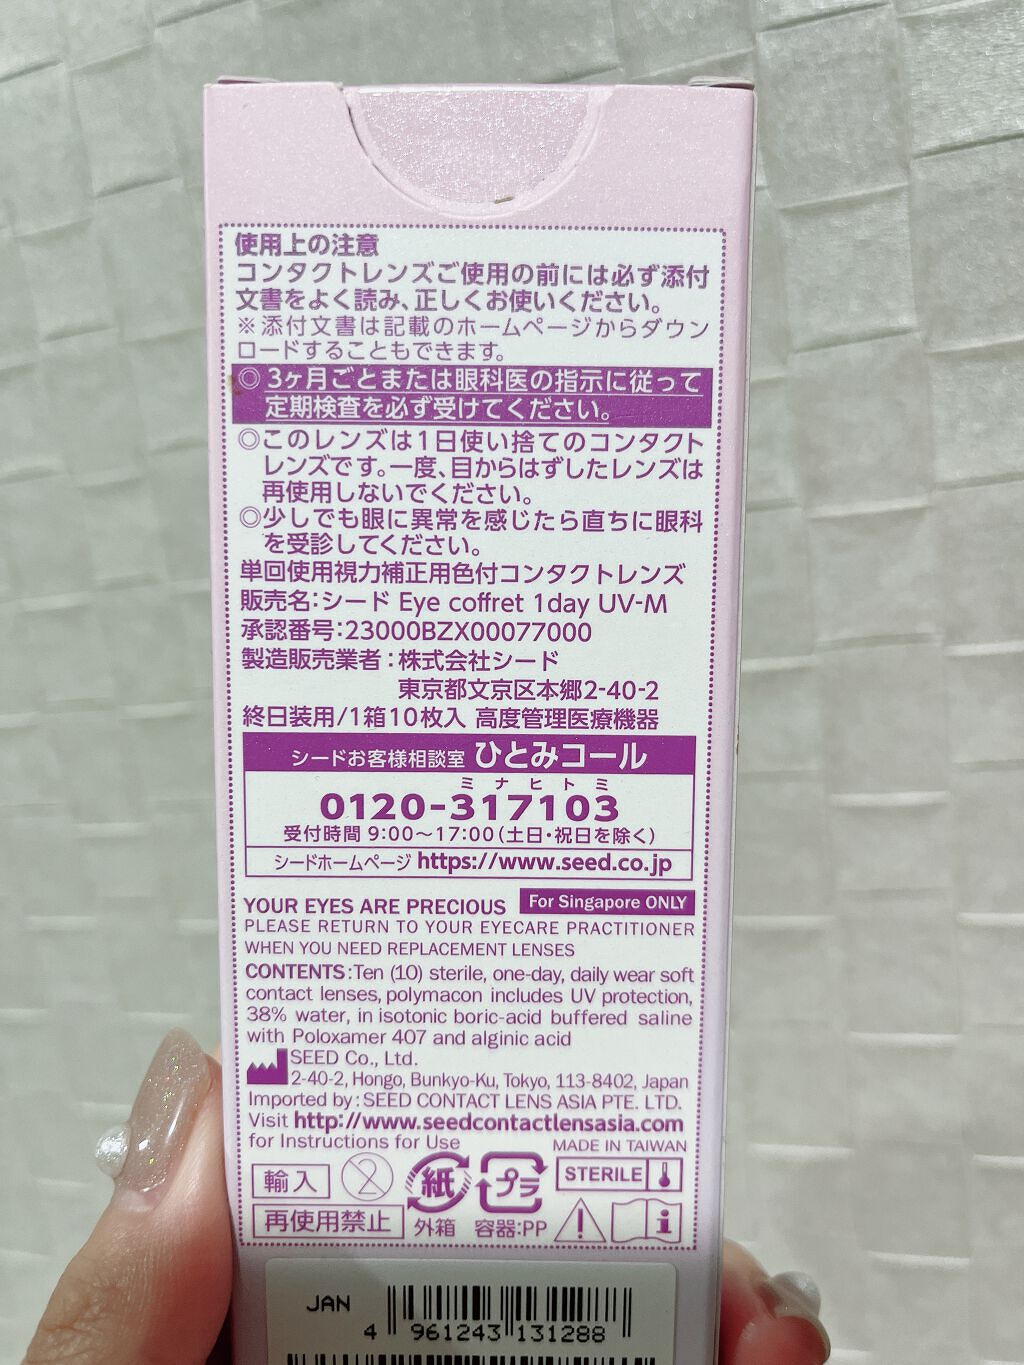 使用上の注意
コンタクトレンズご使用の前には必ず添付
文書をよく読み、正しくお使いください。
※添付文書は記載のホームページからダウン
ロードすることもできます。
◎3ヶ月ごとまたは眼科医の指示に従って
定期検査を必ず受けてください。
◎このレンズは1日使い捨てのコンタクト
レンズです。一度、目からはずしたレンズは
再使用しないでください。
◎少しでも眼に異常を感じたら直ちに眼科
を受診してください。
単回使用視力補正用色付コンタクトレンズ
販売名:シード Eye coffret 1day UV-M
承認番号:23000BZX00077000
製造販売業者:株式会社シード
東京都文京区本郷2-40-2
終日装用/1箱10枚入 高度管理医療機器
シードお客様相談室 ひとみコール
ミナヒトミ
0120-317103
受付時間 9:00〜17:00(土日・祝日を除く)
シードホームページ https://www.seed.co.jp
YOUR EYES ARE PRECIOUS For Singapore ONLY
PLEASE RETURN TO YOUR EYECARE PRACTITIONER
WHEN YOU NEED REPLACEMENT LENSES
CONTENTS:Ten (10) sterile, one-day, daily wear soft
contact lenses, polymacon includes UV protection,
38% water, in isotonic boric-acid buffered saline
with Poloxamer 407 and alginic acid
SEED Co., Ltd.
2-40-2, Hongo, Bunkyo-Ku, Tokyo, 113-8402, Japan
Imported by: SEED CONTACT LENS ASIA PTE. LTD.
Visit http://www.seedcontactlensasia.com
for Instructions for Use MADE IN TAIWAN
輸入 2 紙 プラ STERILE i
再使用禁止 外箱 容器:PP
JAN
4 961243 131288